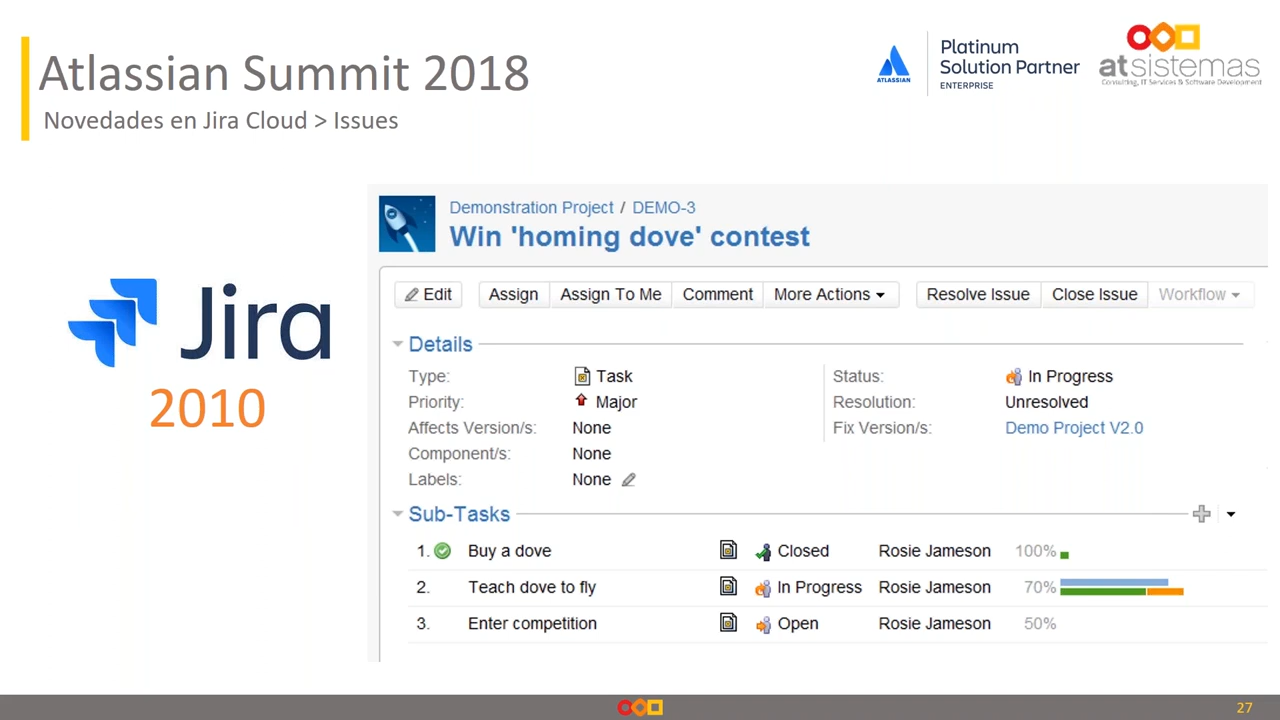 Atlassian Summit 2018
Novedades en Jira Cloud > Issues
ATLASSIAN
Platinum
Solution Partner
ENTERPRISE
atsistemas
Consulting, IT Services & Software Development
Jira
2010
Demonstration Project / DEMO-3
Win 'homing dove' contest
Edit Assign Assign To Me Comment More Actions Resolve Issue Close Issue Workflow
Details
Type: Task Status: In Progress
Priority: Major Resolution: Unresolved
Affects Version/s: None Fix Version/s: Demo Project V2.0
Component/s: None
Labels: None
Sub-Tasks
1. Buy a dove Closed Rosie Jameson 100%
2. Teach dove to fly In Progress Rosie Jameson 70%
3. Enter competition Open Rosie Jameson 50%
27